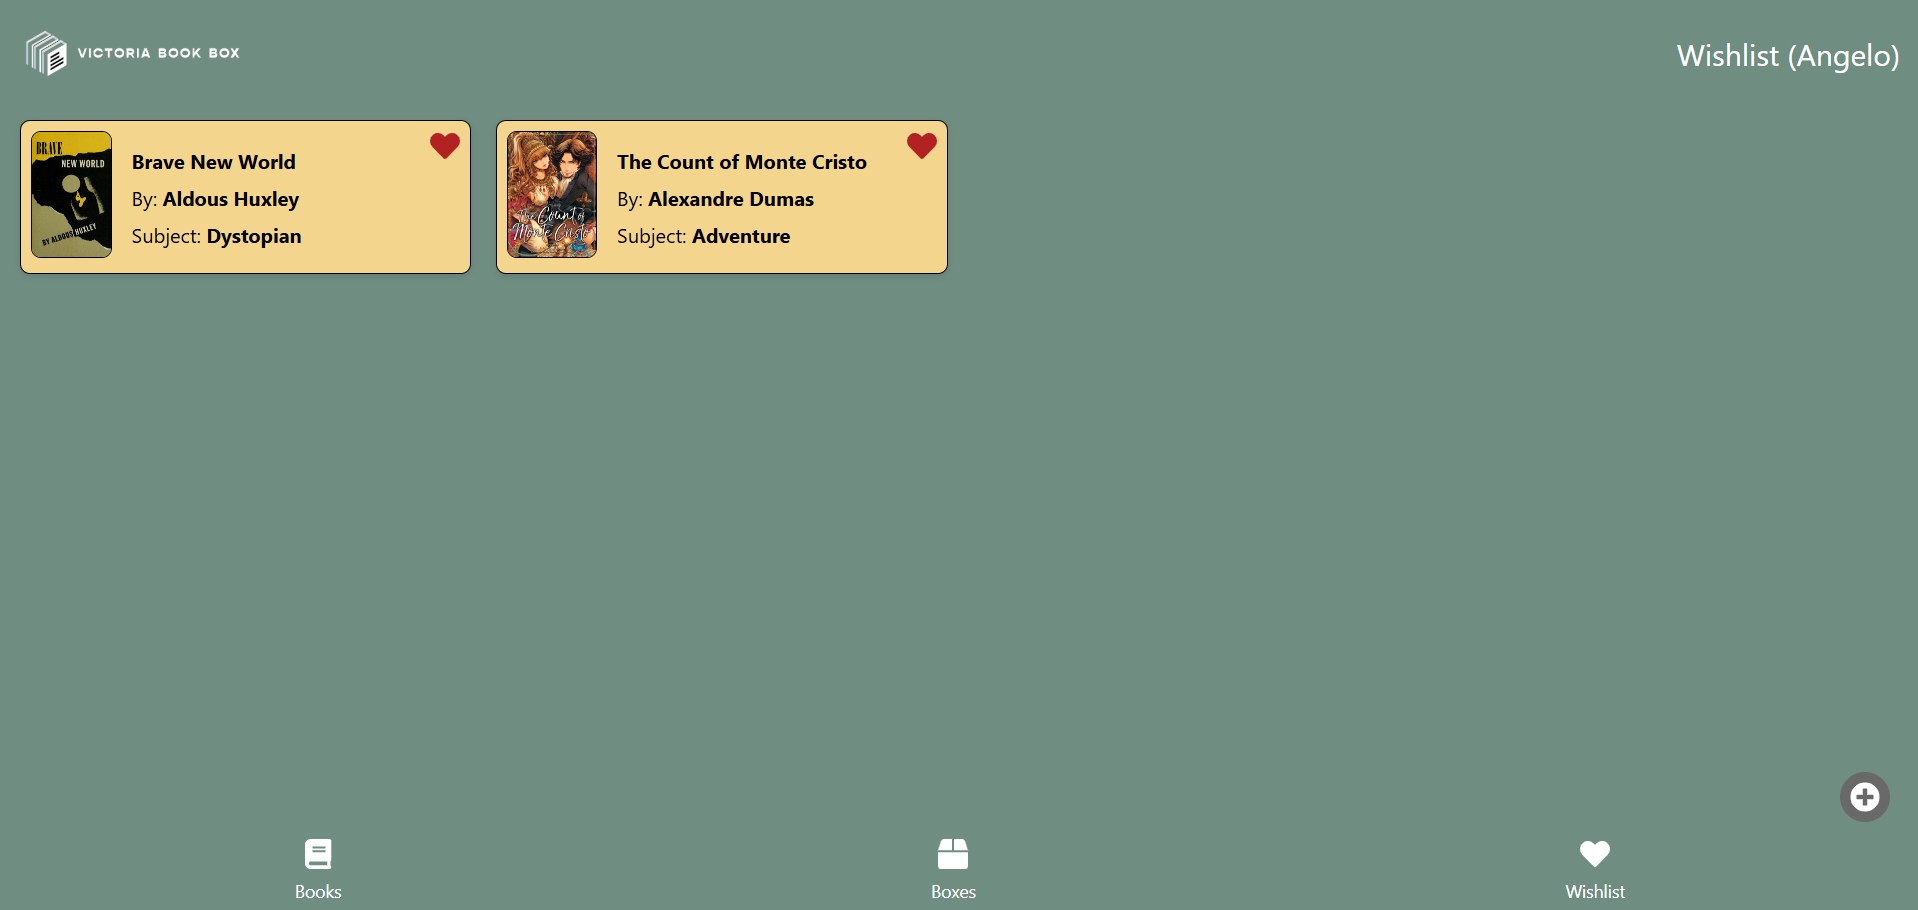 VICTORIA BOOK BOX
Wishlist (Angelo)
BRAVE
NEW WORLD
BY ALDOUS HUXLEY
Brave New World
By: Aldous Huxley
Subject: Dystopian
The Count of
Monte Cristo
The Count of Monte Cristo
By: Alexandre Dumas
Subject: Adventure
Books
Boxes
Wishlist